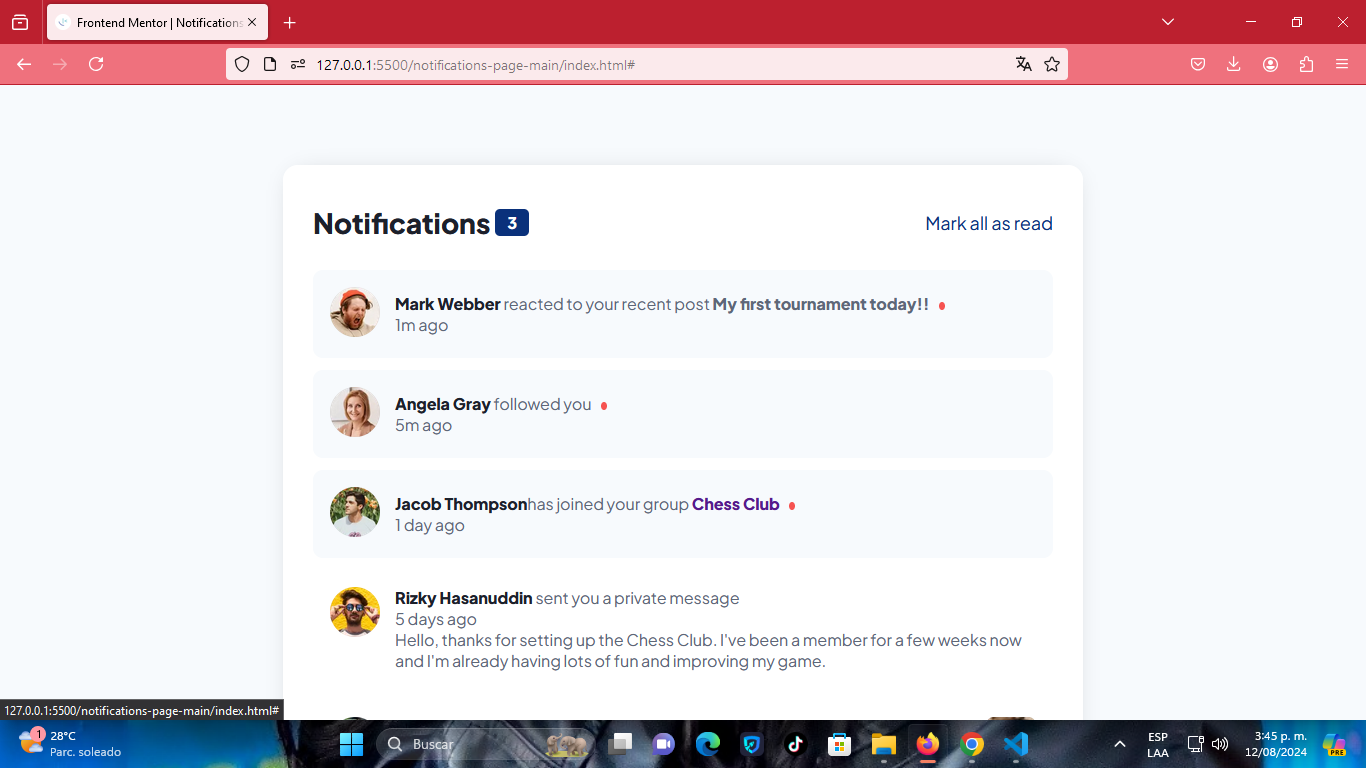 Frontend Mentor | Notifications
127.0.0.1:5500/notifications-page-main/index.html#
Notifications 3
Mark all as read
Mark Webber reacted to your recent post My first tournament today!!
1m ago
Angela Gray followed you
5m ago
Jacob Thompsonhas joined your group Chess Club
1 day ago
Rizky Hasanuddin sent you a private message
5 days ago
Hello, thanks for setting up the Chess Club. I've been a member for a few weeks now
and I'm already having lots of fun and improving my game.
127.0.0.1:5500/notifications-page-main/index.html#
1
28°C
Parc. soleado
Buscar
ESP
LAA
3:45 p. m.
12/08/2024
PRE